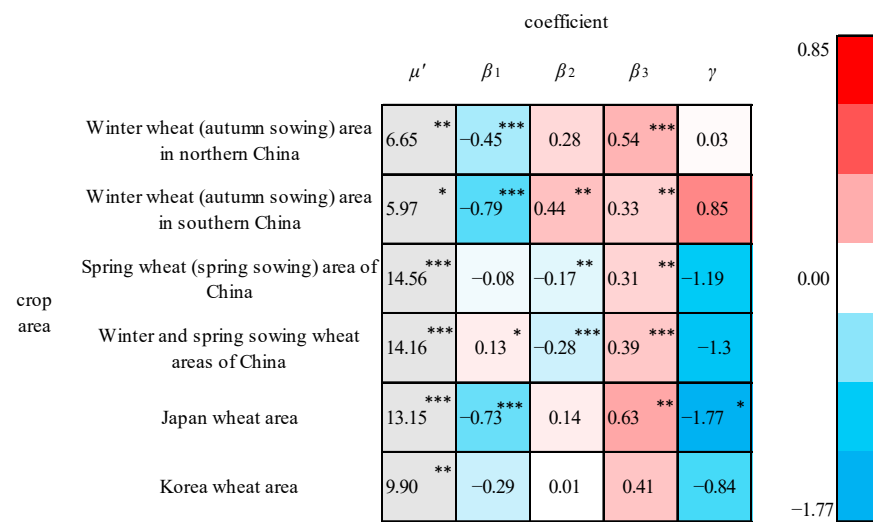 coefficient
μ′ β1 β2 β3 γ
0.85
Winter wheat (autumn sowing) area
in northern China
6.65 ** −0.45 *** 0.28 0.54 *** 0.03
Winter wheat (autumn sowing) area
in southern China
5.97 * −0.79 *** 0.44 ** 0.33 ** 0.85
Spring wheat (spring sowing) area of
China
14.56 *** −0.08 −0.17 ** 0.31 ** −1.19
0.00
crop
area
Winter and spring sowing wheat
areas of China
14.16 *** 0.13 * −0.28 *** 0.39 *** −1.3
Japan wheat area
13.15 *** −0.73 *** 0.14 0.63 ** −1.77 *
Korea wheat area
9.90 ** −0.29 0.01 0.41 −0.84
−1.77